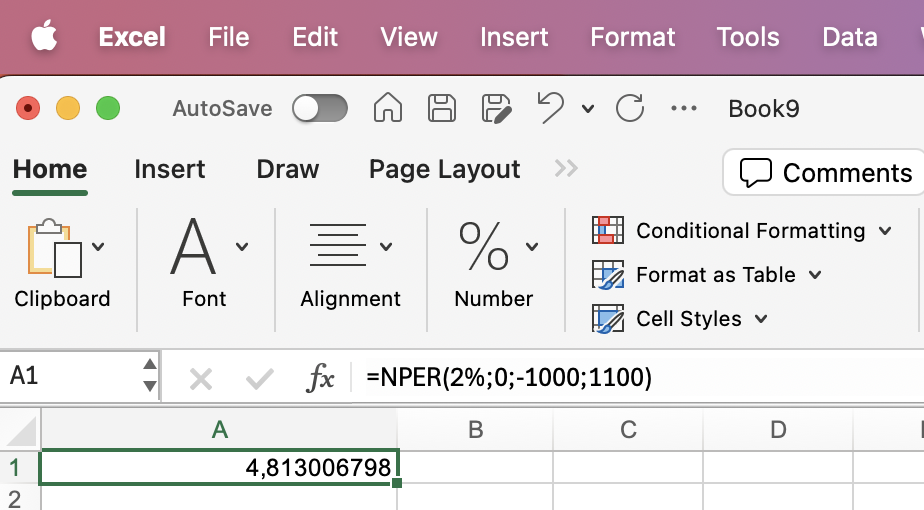 Excel File Edit View Insert Format Tools Data
AutoSave Book9
Home Insert Draw Page Layout Comments
Clipboard Font Alignment Number
Conditional Formatting
Format as Table
Cell Styles
A1 fx =NPER(2%;0;-1000;1100)
A B C D
1 4,813006798
2